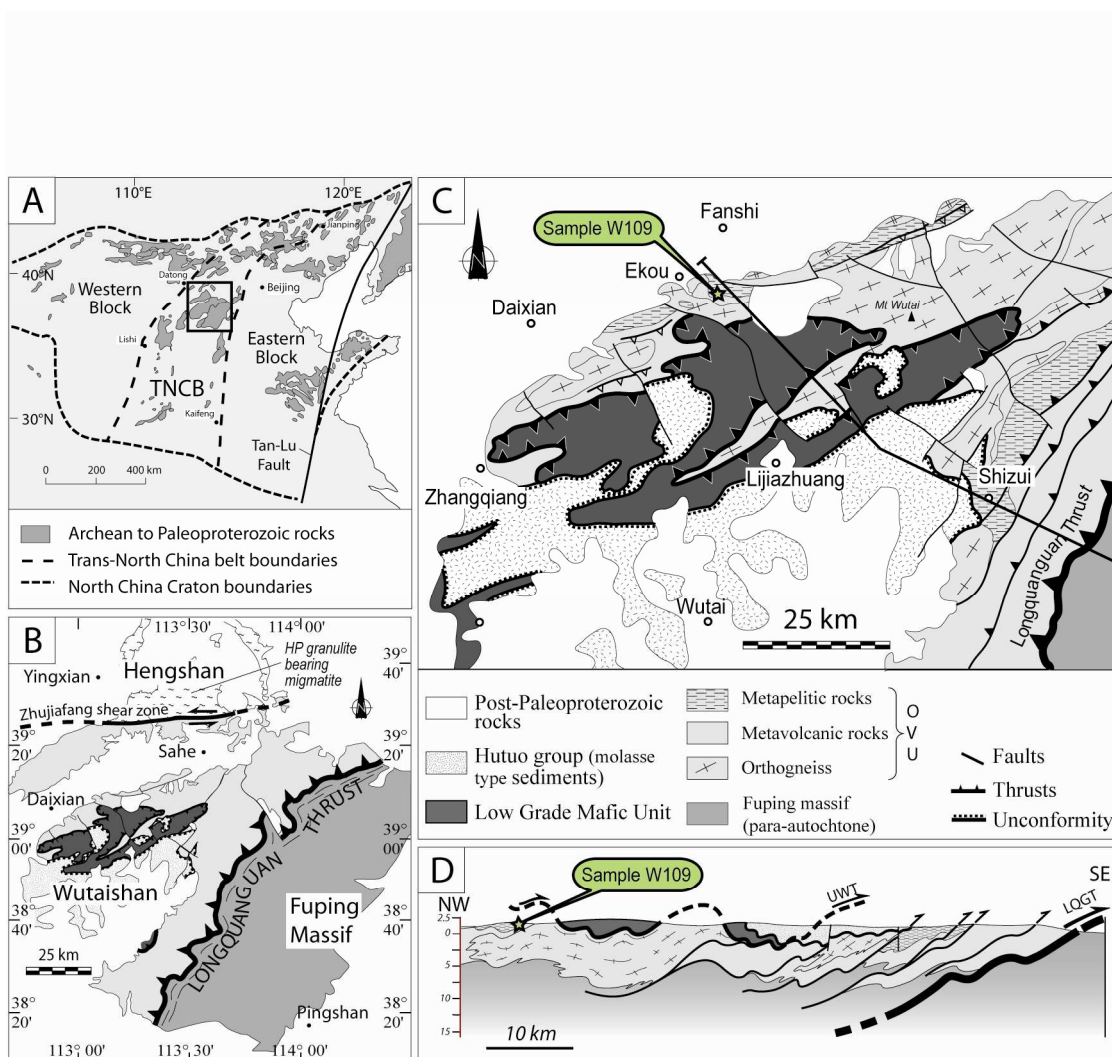 A
110°E
120°E
40°N
30°N
Jianping
Datong
Beijing
Western
Block
Lishi
Eastern
Block
TNCB
Kaifeng
Tan-Lu
Fault
0 200 400 km
Archean to Paleoproterozoic rocks
Trans-North China belt boundaries
North China Craton boundaries
B
113°30'
114°00'
HP granulite
bearing
migmatite
Hengshan
Yingxian
Zhujiafang shear zone
Sahe
39°
40'
39°
20'
39°
20'
Daixian
39°
00'
39°
00'
LONGQUANGUAN THRUST
Wutaishan
38°
40'
38°
40'
Fuping
Massif
25 km
38°
20'
38°
20'
Pingshan
113°00'
113°30'
114°00'
C
Sample W109
Fanshi
N
Ekou
Daixian
Mt Wutai
Zhangqiang
Lijiazhuang
Shizui
Longquanguan Thrust
Wutai
25 km
Post-Paleoproterozoic
rocks
Hutuo group (molasse
type sediments)
Low Grade Mafic Unit
Metapelitic rocks
Metavolcanic rocks
Orthogneiss
O
V
U
Fuping massif
(para-autochtone)
Faults
Thrusts
Unconformity
D
Sample W109
NW
SE
UWT
LQGT
2.5
0
5
10
15
10 km